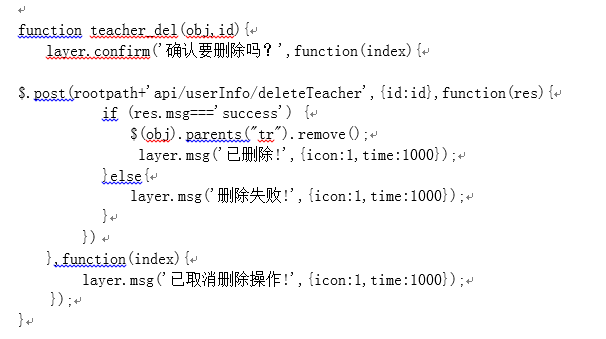 function teacher_del(obj,id){
layer.confirm('确认要删除吗？',function(index){
$.post(rootpath+'api/userInfo/deleteTeacher',{id:id},function(res){
if (res.msg==='success') {
$(obj).parents("tr").remove();
layer.msg('已删除!',{icon:1,time:1000});
}else{
layer.msg('删除失败!',{icon:1,time:1000});
}
})
},function(index){
layer.msg('已取消删除操作!',{icon:1,time:1000});
});
}